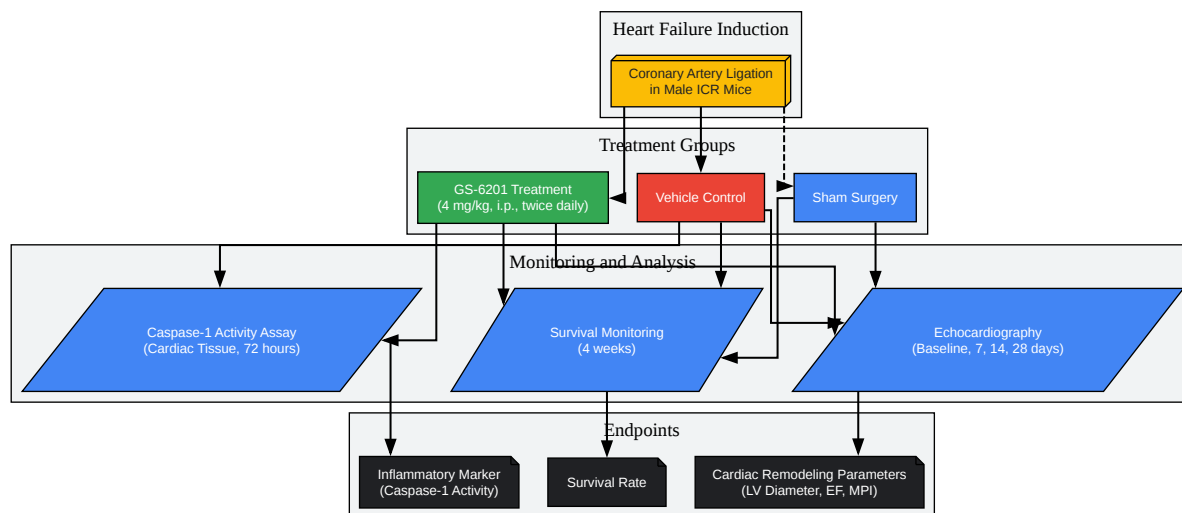 Heart Failure Induction
Coronary Artery Ligation
in Male ICR Mice
Treatment Groups
GS-6201 Treatment
(4 mg/kg, i.p., twice daily)
Vehicle Control
Sham Surgery
Monitoring and Analysis
Caspase-1 Activity Assay
(Cardiac Tissue, 72 hours)
Survival Monitoring
(4 weeks)
Echocardiography
(Baseline, 7, 14, 28 days)
Endpoints
Inflammatory Marker
(Caspase-1 Activity)
Survival Rate
Cardiac Remodeling Parameters
(LV Diameter, EF, MPI)